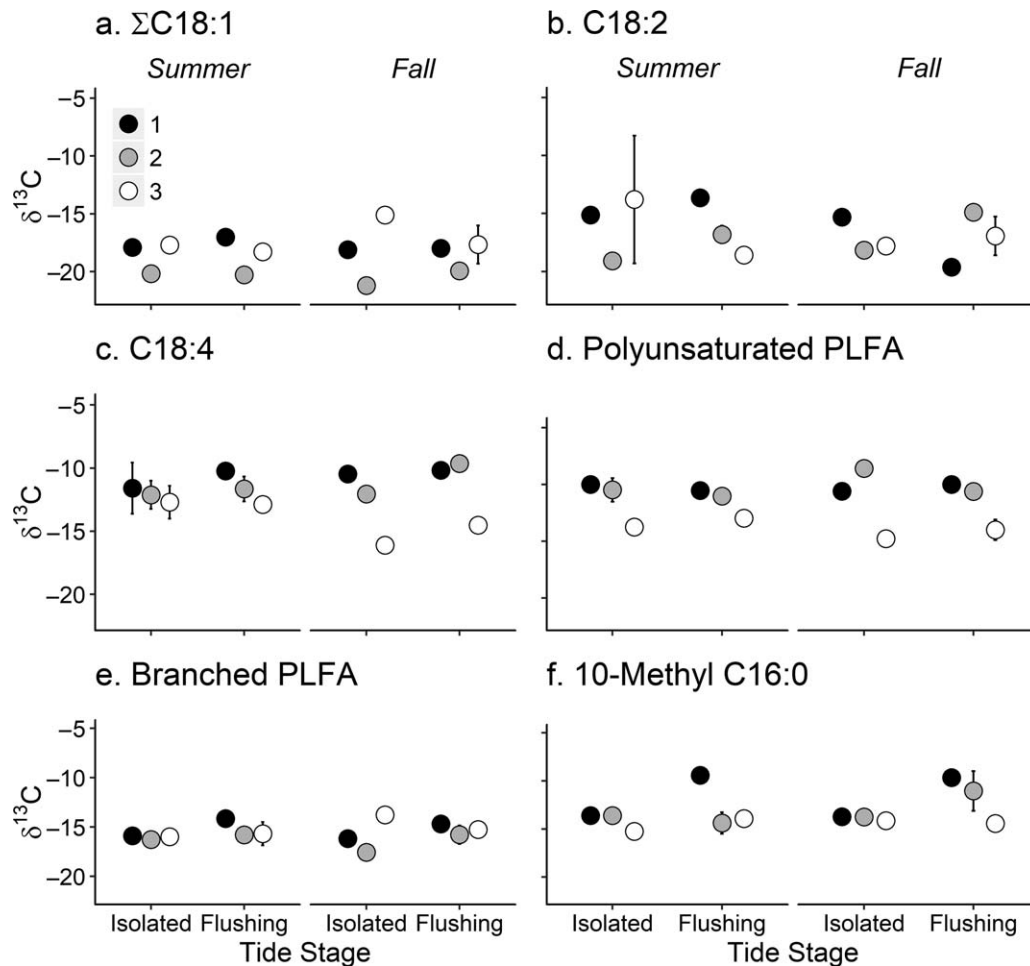 a. ΣC18:1
b. C18:2
Summer Fall Summer Fall
1
2
3
–5
–10
–15
–20
δ13C
c. C18:4
d. Polyunsaturated PLFA
–5
–10
–15
–20
δ13C
e. Branched PLFA
f. 10-Methyl C16:0
–5
–10
–15
–20
δ13C
Isolated Flushing Isolated Flushing Isolated Flushing Isolated Flushing
Tide Stage Tide Stage